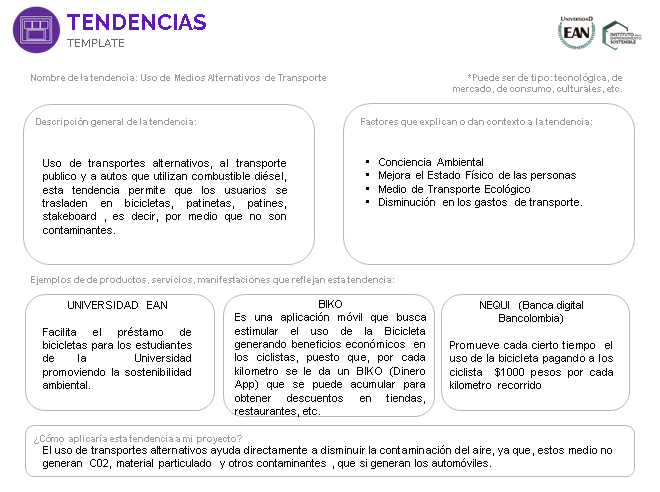 TENDENCIAS
TEMPLATE
UNIVERSIDAD
EAN
INSTITUTO
EMPRENDIMIENTO
SOSTENIBLE
Nombre de la tendencia: Uso de Medios Alternativos de Transporte
*Puede ser de tipo: tecnológica, de
mercado, de consumo, culturales, etc.
Descripción general de la tendencia:
Uso de transportes alternativos, al transporte
publico y a autos que utilizan combustible diésel,
esta tendencia permite que los usuarios se
trasladen en bicicletas, patinetas, patines,
stakeboard , es decir, por medio que no son
contaminantes.
Factores que explican o dan contexto a la tendencia:
• Conciencia Ambiental
• Mejora el Estado Físico de las personas
• Medio de Transporte Ecológico
• Disminución en los gastos de transporte.
Ejemplos de de productos, servicios, manifestaciones que reflejan esta tendencia:
UNIVERSIDAD EAN
Facilita el préstamo de
bicicletas para los estudiantes
de la Universidad
promoviendo la sostenibilidad
ambiental.
BIKO
Es una aplicación móvil que busca
estimular el uso de la Bicicleta
generando beneficios económicos en
los ciclistas, puesto que, por cada
kilometro se le da un BIKO (Dinero
App) que se puede acumular para
obtener descuentos en tiendas,
restaurantes, etc.
NEQUI (Banca digital
Bancolombia)
Promueve cada cierto tiempo el
uso de la bicicleta pagando a los
ciclista $1000 pesos por cada
kilometro recorrido
¿Cómo aplicaría esta tendencia a mi proyecto?
El uso de transportes alternativos ayuda directamente a disminuir la contaminación del aire, ya que, estos medio no
generan C02, material particulado y otros contaminantes , que si generan los automóviles.